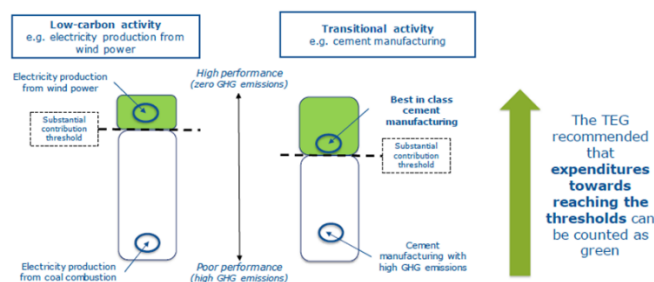 Low-carbon activity
e.g. electricity production from
wind power
Electricity production
from wind power
Substantial
contribution
threshold
Electricity production
from coal combustion
High performance
(zero GHG emissions)
Poor performance
(high GHG emissions)
Transitional activity
e.g. cement manufacturing
Best in class
cement
manufacturing
Substantial
contribution
threshold
Cement
manufacturing with
high GHG emissions
The TEG
recommended
that
expenditures
towards
reaching the
thresholds can
be counted as
green